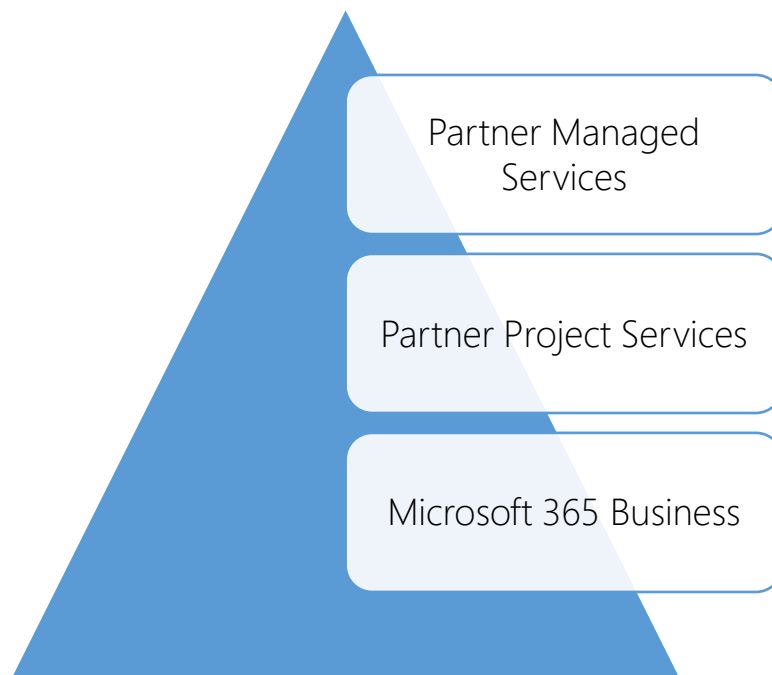 Partner Managed
Services
Partner Project Services
Microsoft 365 Business